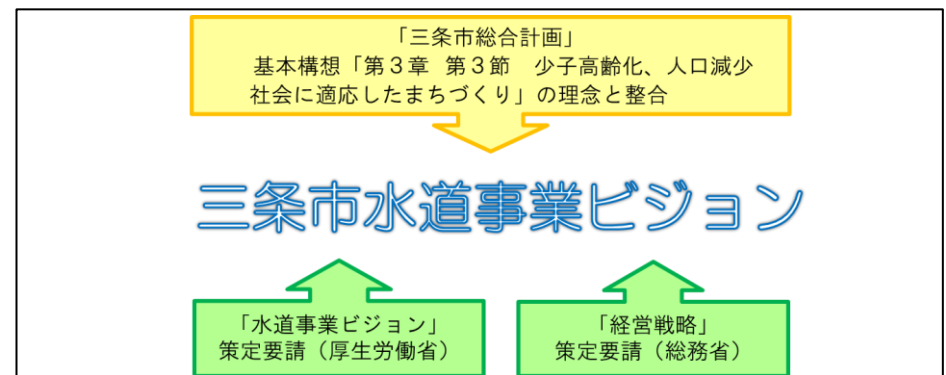 「三条市総合計画」
基本構想「第３章 第３節　少子高齢化、人口減少
社会に適応したまちづくり」の理念と整合
三条市水道事業ビジョン
「水道事業ビジョン」
策定要請（厚生労働省）
「経営戦略」
策定要請（総務省）